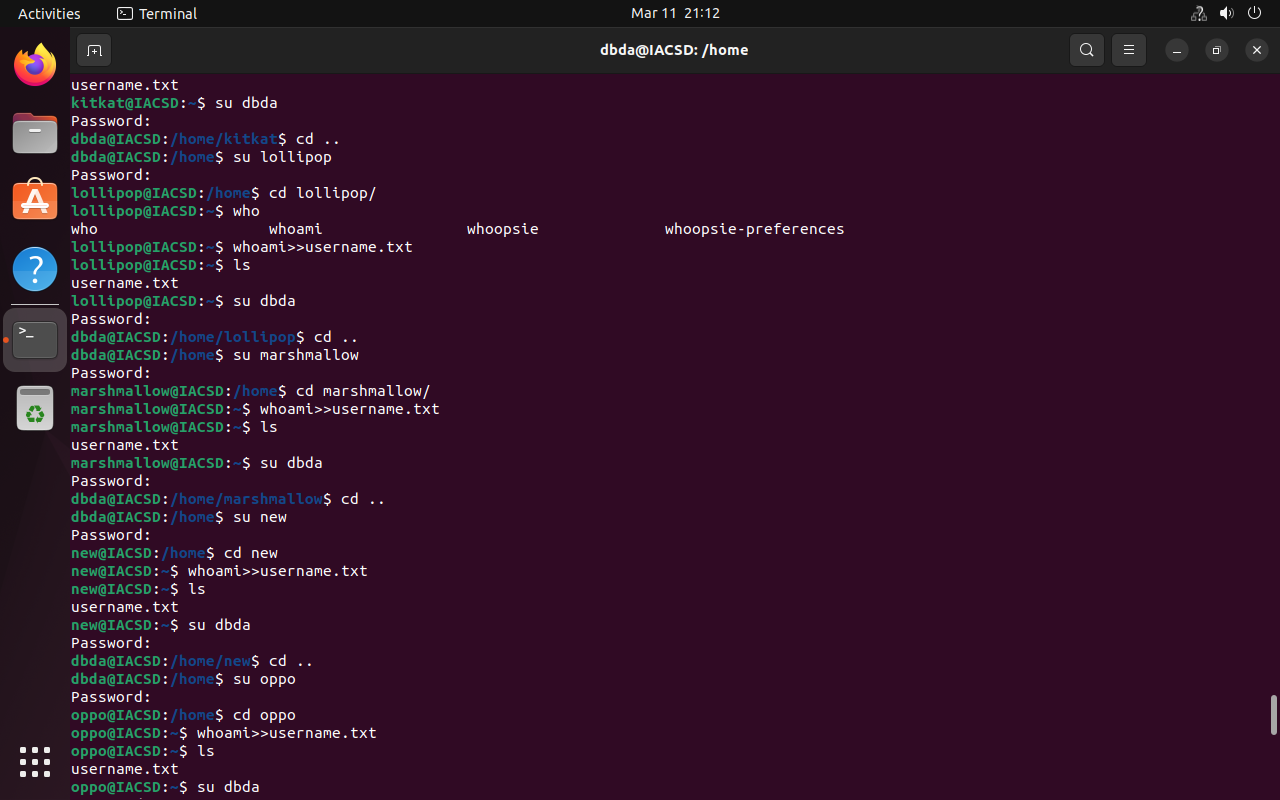 Activities Terminal Mar 11 21:12
dbda@IACSD: /home
username.txt
kitkat@IACSD:~$ su dbda
Password:
dbda@IACSD:/home/kitkat$ cd ..
dbda@IACSD:/home$ su lollipop
Password:
lollipop@IACSD:/home$ cd lollipop/
lollipop@IACSD:~$ who
who whoami whoopsie whoopsie-preferences
lollipop@IACSD:~$ whoami>>username.txt
lollipop@IACSD:~$ ls
username.txt
lollipop@IACSD:~$ su dbda
Password:
dbda@IACSD:/home/lollipop$ cd ..
dbda@IACSD:/home$ su marshmallow
Password:
marshmallow@IACSD:/home$ cd marshmallow/
marshmallow@IACSD:~$ whoami>>username.txt
marshmallow@IACSD:~$ ls
username.txt
marshmallow@IACSD:~$ su dbda
Password:
dbda@IACSD:/home/marshmallow$ cd ..
dbda@IACSD:/home$ su new
Password:
new@IACSD:/home$ cd new
new@IACSD:~$ whoami>>username.txt
new@IACSD:~$ ls
username.txt
new@IACSD:~$ su dbda
Password:
dbda@IACSD:/home/new$ cd ..
dbda@IACSD:/home$ su oppo
Password:
oppo@IACSD:/home$ cd oppo
oppo@IACSD:~$ whoami>>username.txt
oppo@IACSD:~$ ls
username.txt
oppo@IACSD:~$ su dbda